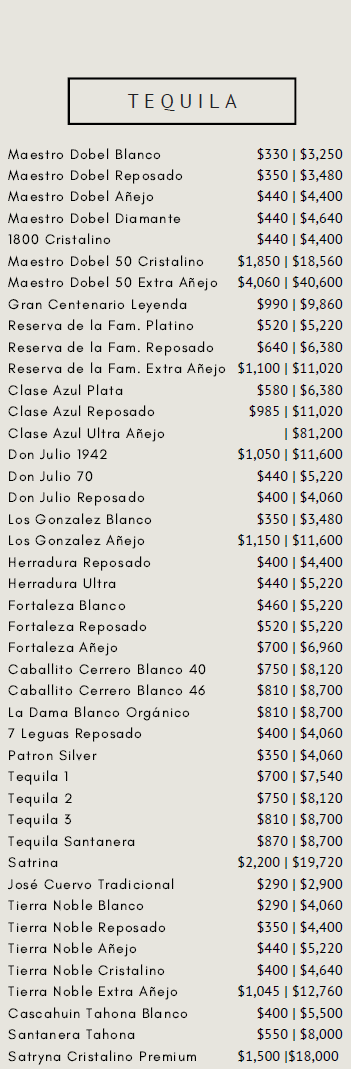 TEQUILA
Maestro Dobel Blanco $330 | $3,250
Maestro Dobel Reposado $350 | $3,480
Maestro Dobel Añejo $440 | $4,400
Maestro Dobel Diamante $440 | $4,640
1800 Cristalino $440 | $4,400
Maestro Dobel 50 Cristalino $1,850 | $18,560
Maestro Dobel 50 Extra Añejo $4,060 | $40,600
Gran Centenario Leyenda $990 | $9,860
Reserva de la Fam. Platino $520 | $5,220
Reserva de la Fam. Reposado $640 | $6,380
Reserva de la Fam. Extra Añejo $1,100 | $11,020
Clase Azul Plata $580 | $6,380
Clase Azul Reposado $985 | $11,020
Clase Azul Ultra Añejo | $81,200
Don Julio 1942 $1,050 | $11,600
Don Julio 70 $440 | $5,220
Don Julio Reposado $400 | $4,060
Los Gonzalez Blanco $350 | $3,480
Los Gonzalez Añejo $1,150 | $11,600
Herradura Reposado $400 | $4,400
Herradura Ultra $440 | $5,220
Fortaleza Blanco $460 | $5,220
Fortaleza Reposado $520 | $5,220
Fortaleza Añejo $700 | $6,960
Caballito Cerrero Blanco 40 $750 | $8,120
Caballito Cerrero Blanco 46 $810 | $8,700
La Dama Blanco Orgánico $810 | $8,700
7 Leguas Reposado $400 | $4,060
Patron Silver $350 | $4,060
Tequila 1 $700 | $7,540
Tequila 2 $750 | $8,120
Tequila 3 $810 | $8,700
Tequila Santanera $870 | $8,700
Satrina $2,200 | $19,720
José Cuervo Tradicional $290 | $2,900
Tierra Noble Blanco $290 | $4,060
Tierra Noble Reposado $350 | $4,400
Tierra Noble Añejo $440 | $5,220
Tierra Noble Cristalino $400 | $4,640
Tierra Noble Extra Añejo $1,045 | $12,760
Cascahuin Tahona Blanco $400 | $5,500
Santanera Tahona $550 | $8,000
Satryna Cristalino Premium $1,500 |$18,000